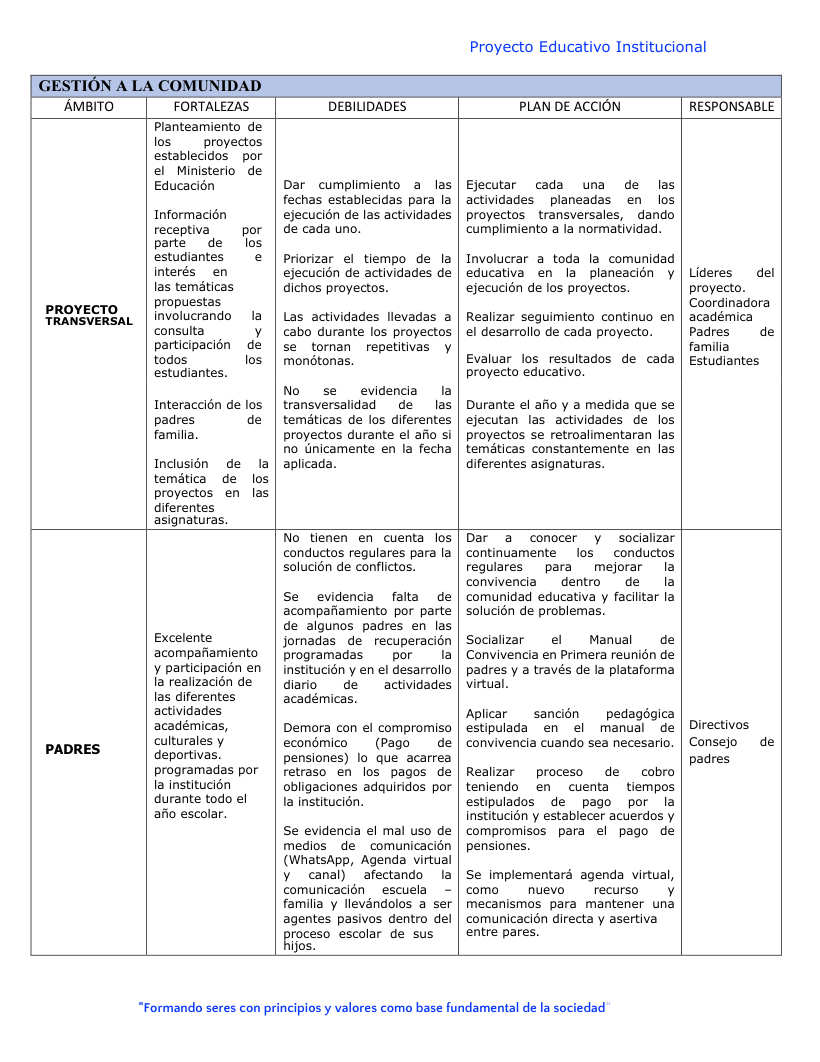 Proyecto Educativo Institucional
GESTIÓN A LA COMUNIDAD
ÁMBITO
FORTALEZAS
DEBILIDADES
PLAN DE ACCIÓN
RESPONSABLE
PROYECTO
TRANSVERSAL
Planteamiento de
los proyectos
establecidos por
el Ministerio de
Educación
Información
receptiva por
parte de los
estudiantes e
interés en
las temáticas
propuestas
involucrando la
consulta y
participación de
todos los
estudiantes.
Interacción de los
padres de
familia.
Inclusión de la
temática de los
proyectos en las
diferentes
asignaturas.
Dar cumplimiento a las
fechas establecidas para la
ejecución de las actividades
de cada uno.
Priorizar el tiempo de la
ejecución de actividades de
dichos proyectos.
Las actividades llevadas a
cabo durante los proyectos
se tornan repetitivas y
monótonas.
No se evidencia la
transversalidad de las
temáticas de los diferentes
proyectos durante el año si
no únicamente en la fecha
aplicada.
Ejecutar cada una de las
actividades planeadas en los
proyectos transversales, dando
cumplimiento a la normatividad.
Involucrar a toda la comunidad
educativa en la planeación y
ejecución de los proyectos.
Realizar seguimiento continuo en
el desarrollo de cada proyecto.
Evaluar los resultados de cada
proyecto educativo.
Durante el año y a medida que se
ejecutan las actividades de los
proyectos se retroalimentaran las
temáticas constantemente en las
diferentes asignaturas.
Líderes del
proyecto.
Coordinadora
académica
Padres de
familia
Estudiantes
PADRES
Excelente
acompañamiento
y participación en
la realización de
las diferentes
actividades
académicas,
culturales y
deportivas.
programadas por
la institución
durante todo el
año escolar.
No tienen en cuenta los
conductos regulares para la
solución de conflictos.
Se evidencia falta de
acompañamiento por parte
de algunos padres en las
jornadas de recuperación
programadas por la
institución y en el desarrollo
diario de actividades
académicas.
Demora con el compromiso
económico (Pago de
pensiones) lo que acarrea
retraso en los pagos de
obligaciones adquiridos por
la institución.
Se evidencia el mal uso de
medios de comunicación
(WhatsApp, Agenda virtual
y canal) afectando la
comunicación escuela –
familia y llevándolos a ser
agentes pasivos dentro del
proceso escolar de sus
hijos.
Dar a conocer y socializar
continuamente los conductos
regulares para mejorar la
convivencia dentro de la
comunidad educativa y facilitar la
solución de problemas.
Socializar el Manual de
Convivencia en Primera reunión de
padres y a través de la plataforma
virtual.
Aplicar sanción pedagógica
estipulada en el manual de
convivencia cuando sea necesario.
Realizar proceso de cobro
teniendo en cuenta tiempos
estipulados de pago por la
institución y establecer acuerdos y
compromisos para el pago de
pensiones.
Se implementará agenda virtual,
como nuevo recurso y
mecanismos para mantener una
comunicación directa y asertiva
entre pares.
Directivos
Consejo de
padres
"Formando seres con principios y valores como base fundamental de la sociedad¨